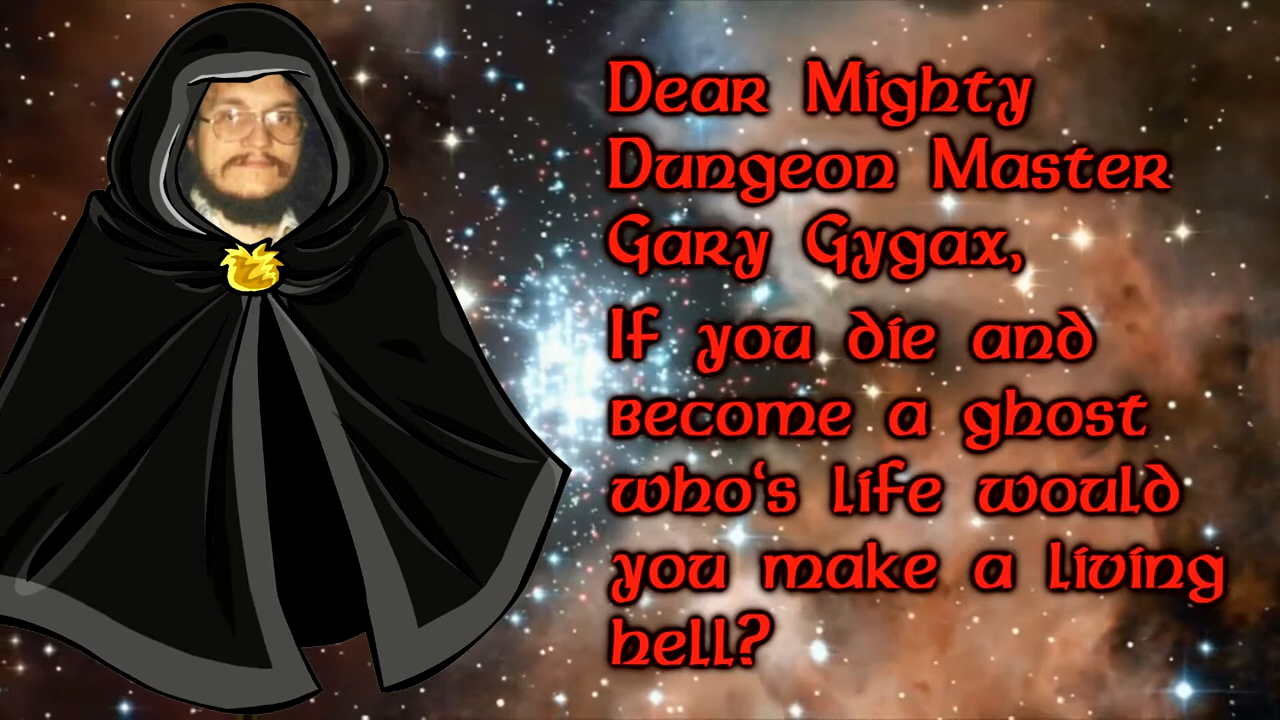 Dear Mighty
Dungeon Master
Gary Gygax,
If you die and
become a ghost
who's life would
you make a living
hell?